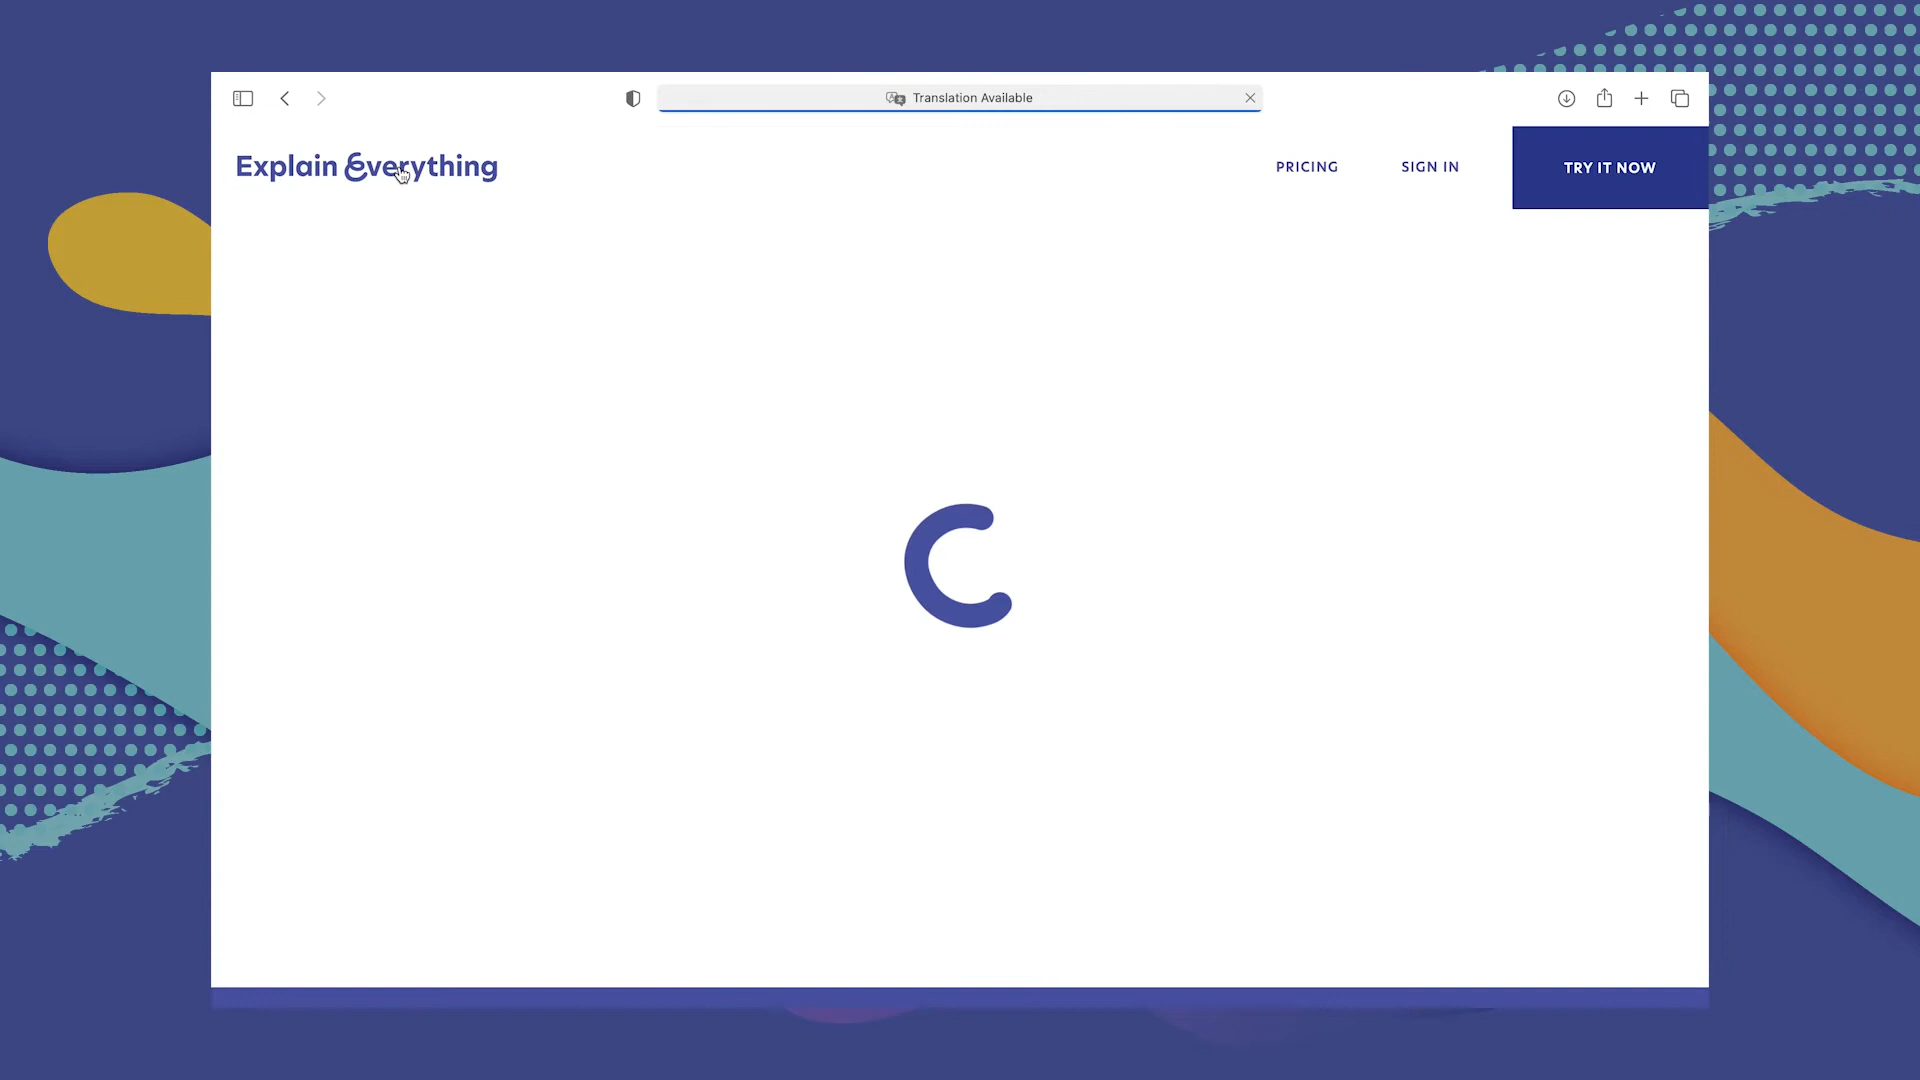 Translation Available
Explain Everything
PRICING
SIGN IN
TRY IT NOW